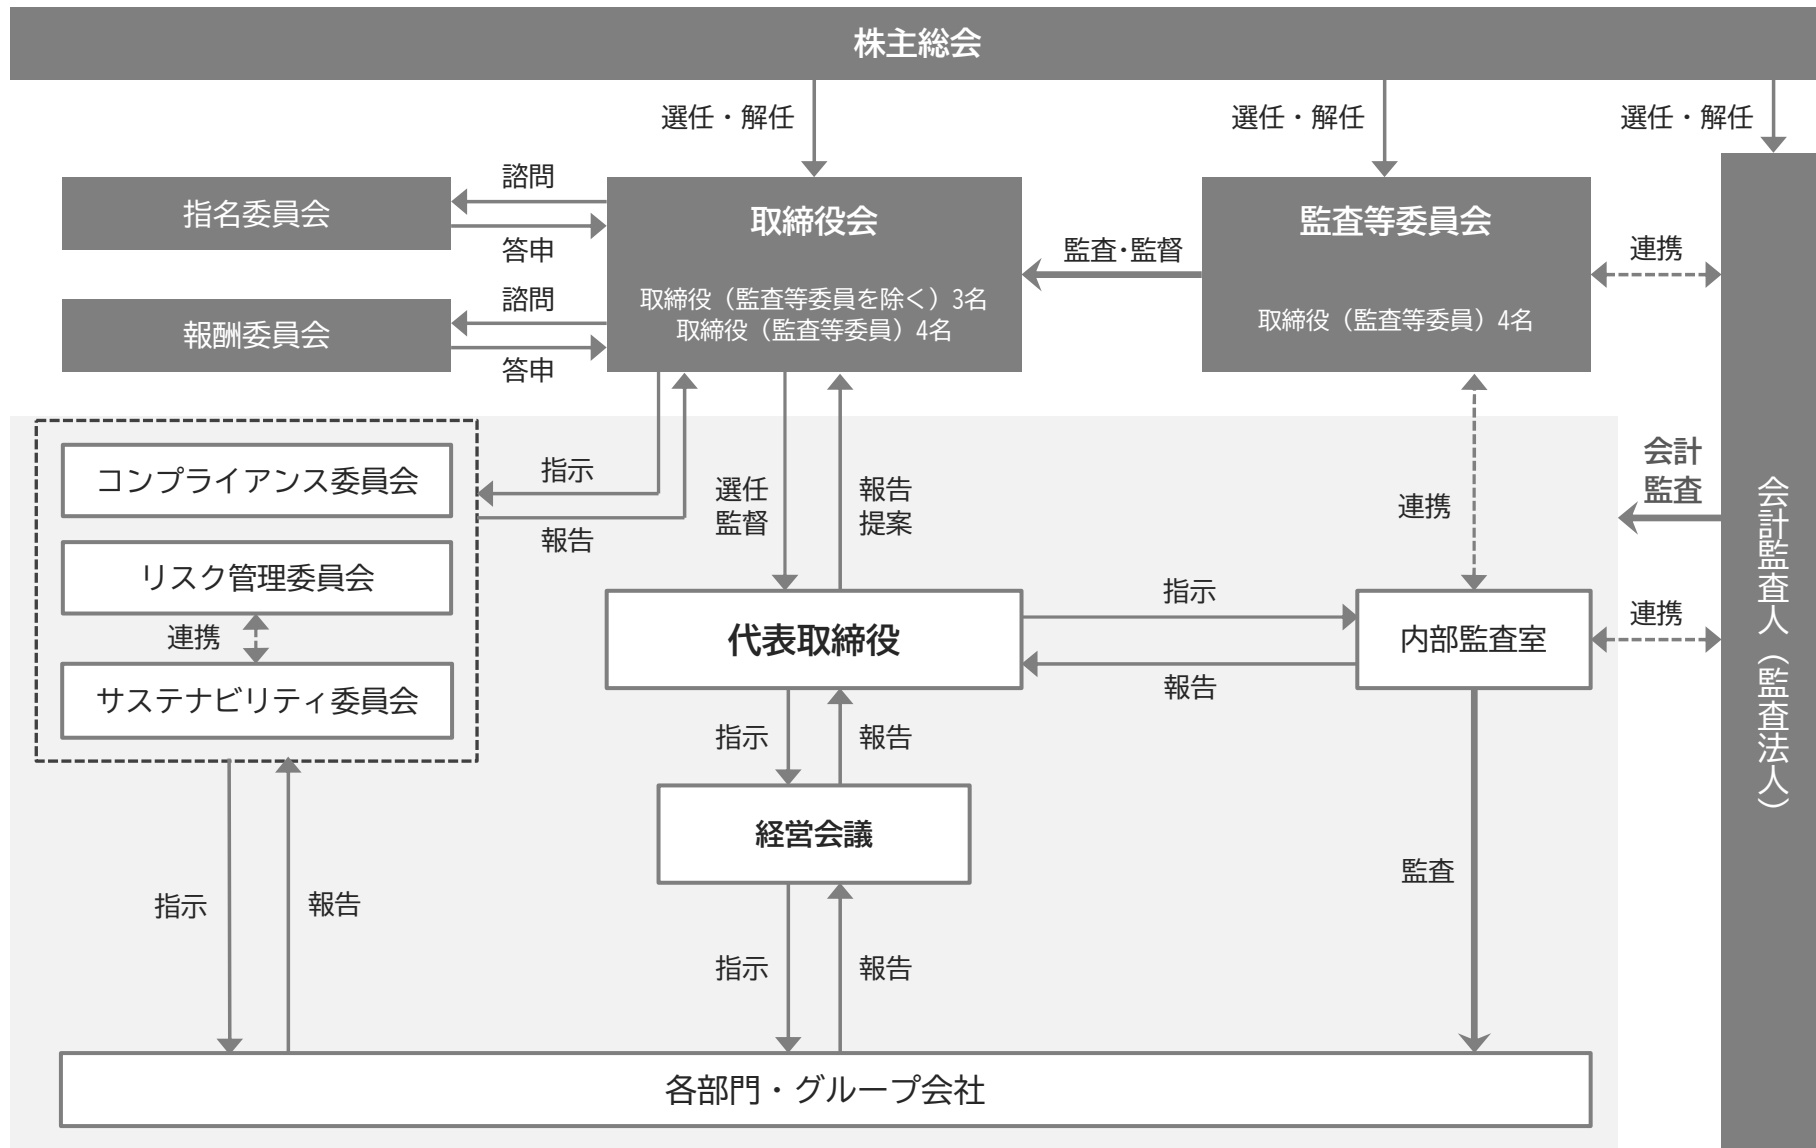 株主総会
選任・解任
選任・解任
選任・解任
指名委員会
諮問
答申
報酬委員会
諮問
答申
取締役会
取締役（監査等委員を除く）3名
取締役（監査等委員）4名
監査・監督
監査等委員会
取締役（監査等委員）4名
連携
コンプライアンス委員会
リスク管理委員会
連携
サステナビリティ委員会
指示
報告
選任
監督
報告
提案
連携
会計
監査
会計監査人（監査法人）
代表取締役
指示
報告
内部監査室
連携
指示
報告
経営会議
指示
報告
指示
報告
監査
各部門・グループ会社